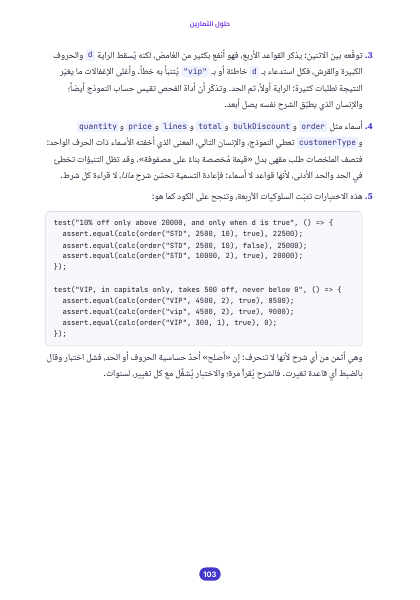 حلول التمارين
3. توقّعه بين الاثنين: يذكر القواعد الأربع، فهو أنفع بكثير من الغامض، لكنه يُسقط الراية d والحروف
الكبيرة والقرش، فكل استدعاء بـ d خاطئة أو بـ "vip" يُتنبأ به خطأً. وأغلى الإغفالات ما يغيّر
النتيجة لطلبات كثيرة: الراية أولاً، ثم الحد. وتذكّر أن أداة الفحص تقيس حساب النموذج أيضاً؛
والإنسان الذي يطبّق الشرح نفسه يصل أبعد.
4. أسماء مثل order و bulkDiscount و total و lines و price و quantity
و customerType تعطي النموذج، والإنسان التالي، المعنى الذي أخفته الأسماء ذات الحرف الواحد:
فتصف الملخصات طلب مقهى بدل «قيمة مُخصصة بناءً على مصفوفة». وقد تظل التنبؤات تخطئ
في الحد والحد الأدنى، لأنها قواعد لا أسماء: فإعادة التسمية تحسّن شرح ماذا، لا قراءة كل شرط.
5. هذه الاختبارات تثبّت السلوكيات الأربعة، وتنجح على الكود كما هو:
test("10% off only above 20000, and only when d is true", () => {
  assert.equal(calc(order("STD", 2500, 10), true), 22500);
  assert.equal(calc(order("STD", 2500, 10), false), 25000);
  assert.equal(calc(order("STD", 10000, 2), true), 20000);
});
test("VIP, in capitals only, takes 500 off, never below 0", () => {
  assert.equal(calc(order("VIP", 4500, 2), true), 8500);
  assert.equal(calc(order("vip", 4500, 2), true), 9000);
  assert.equal(calc(order("VIP", 300, 1), true), 0);
});
وهي أثمن من أي شرح لأنها لا تنحرف: إن «أصلح» أحدٌ حساسية الحروف أو الحد، فشل اختبار وقال
بالضبط أي قاعدة تغيرت. فالشرح يُقرأ مرة؛ والاختبار يُشغَّل مع كل تغيير، لسنوات.
103